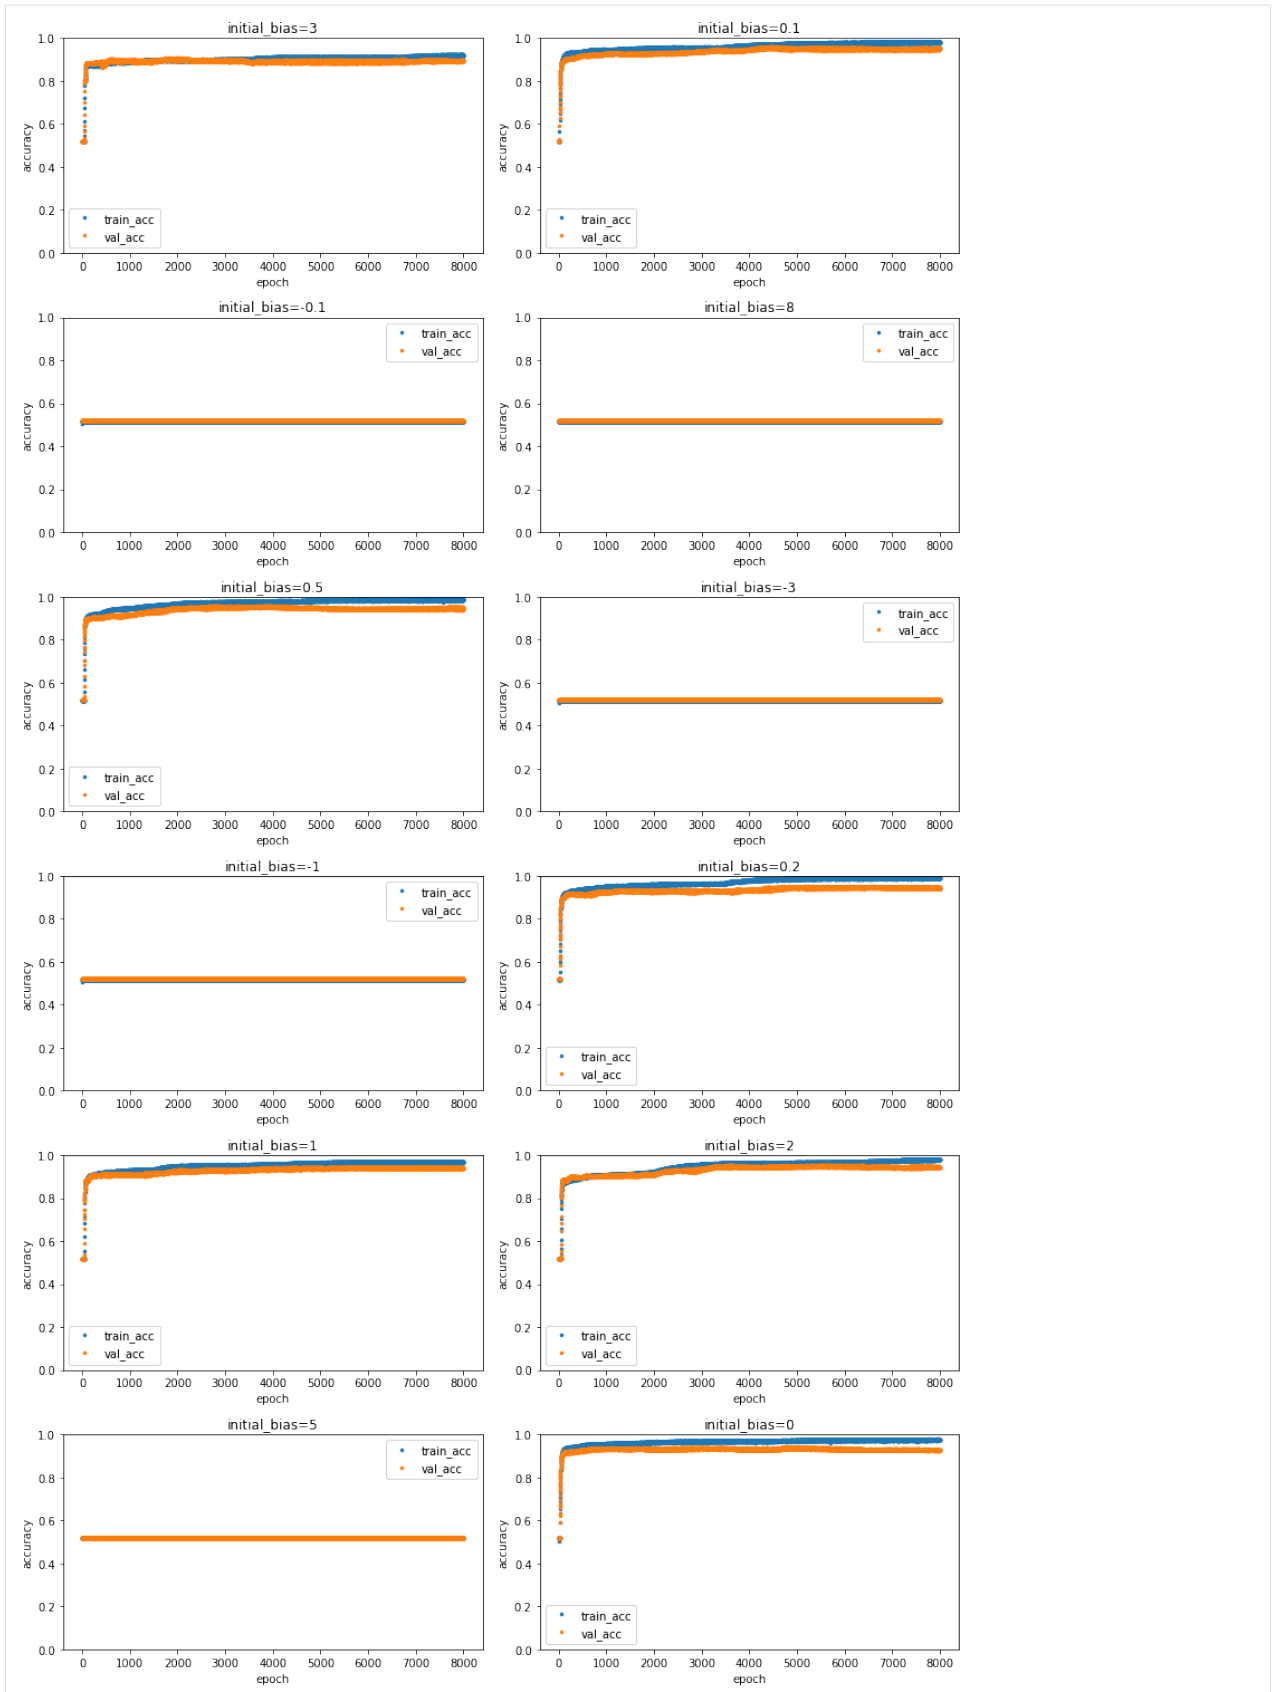 initial_bias=3
1.0
0.8
0.6
0.4
0.2
0.0
accuracy
train_acc
val_acc
0 1000 2000 3000 4000 5000 6000 7000 8000
epoch
initial_bias=0.1
1.0
0.8
0.6
0.4
0.2
0.0
accuracy
train_acc
val_acc
0 1000 2000 3000 4000 5000 6000 7000 8000
epoch
initial_bias=-0.1
1.0
0.8
0.6
0.4
0.2
0.0
accuracy
train_acc
val_acc
0 1000 2000 3000 4000 5000 6000 7000 8000
epoch
initial_bias=8
1.0
0.8
0.6
0.4
0.2
0.0
accuracy
train_acc
val_acc
0 1000 2000 3000 4000 5000 6000 7000 8000
epoch
initial_bias=0.5
1.0
0.8
0.6
0.4
0.2
0.0
accuracy
train_acc
val_acc
0 1000 2000 3000 4000 5000 6000 7000 8000
epoch
initial_bias=-3
1.0
0.8
0.6
0.4
0.2
0.0
accuracy
train_acc
val_acc
0 1000 2000 3000 4000 5000 6000 7000 8000
epoch
initial_bias=-1
1.0
0.8
0.6
0.4
0.2
0.0
accuracy
train_acc
val_acc
0 1000 2000 3000 4000 5000 6000 7000 8000
epoch
initial_bias=0.2
1.0
0.8
0.6
0.4
0.2
0.0
accuracy
train_acc
val_acc
0 1000 2000 3000 4000 5000 6000 7000 8000
epoch
initial_bias=1
1.0
0.8
0.6
0.4
0.2
0.0
accuracy
train_acc
val_acc
0 1000 2000 3000 4000 5000 6000 7000 8000
epoch
initial_bias=2
1.0
0.8
0.6
0.4
0.2
0.0
accuracy
train_acc
val_acc
0 1000 2000 3000 4000 5000 6000 7000 8000
epoch
initial_bias=5
1.0
0.8
0.6
0.4
0.2
0.0
accuracy
train_acc
val_acc
0 1000 2000 3000 4000 5000 6000 7000 8000
epoch
initial_bias=0
1.0
0.8
0.6
0.4
0.2
0.0
accuracy
train_acc
val_acc
0 1000 2000 3000 4000 5000 6000 7000 8000
epoch